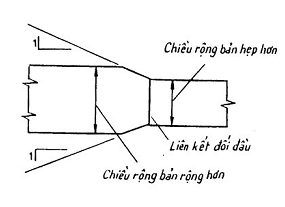 1
Chiều rộng bản hẹp hơn
1
Liên kết đối đầu
Chiều rộng bản rộng hơn